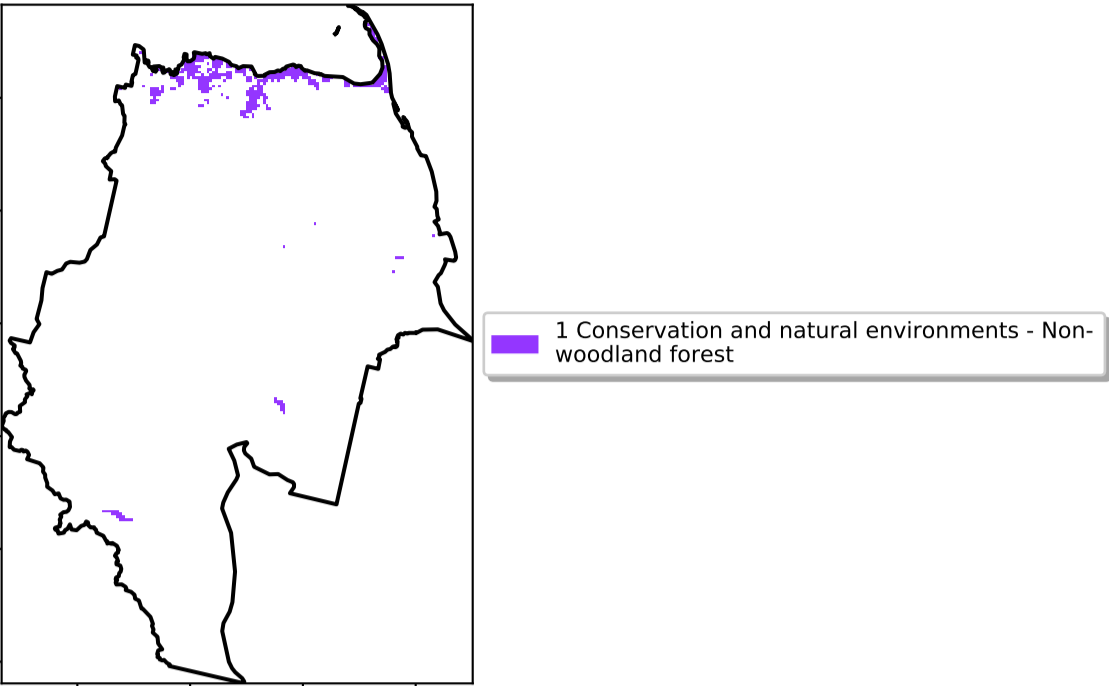 1 Conservation and natural environments - Non-
woodland forest